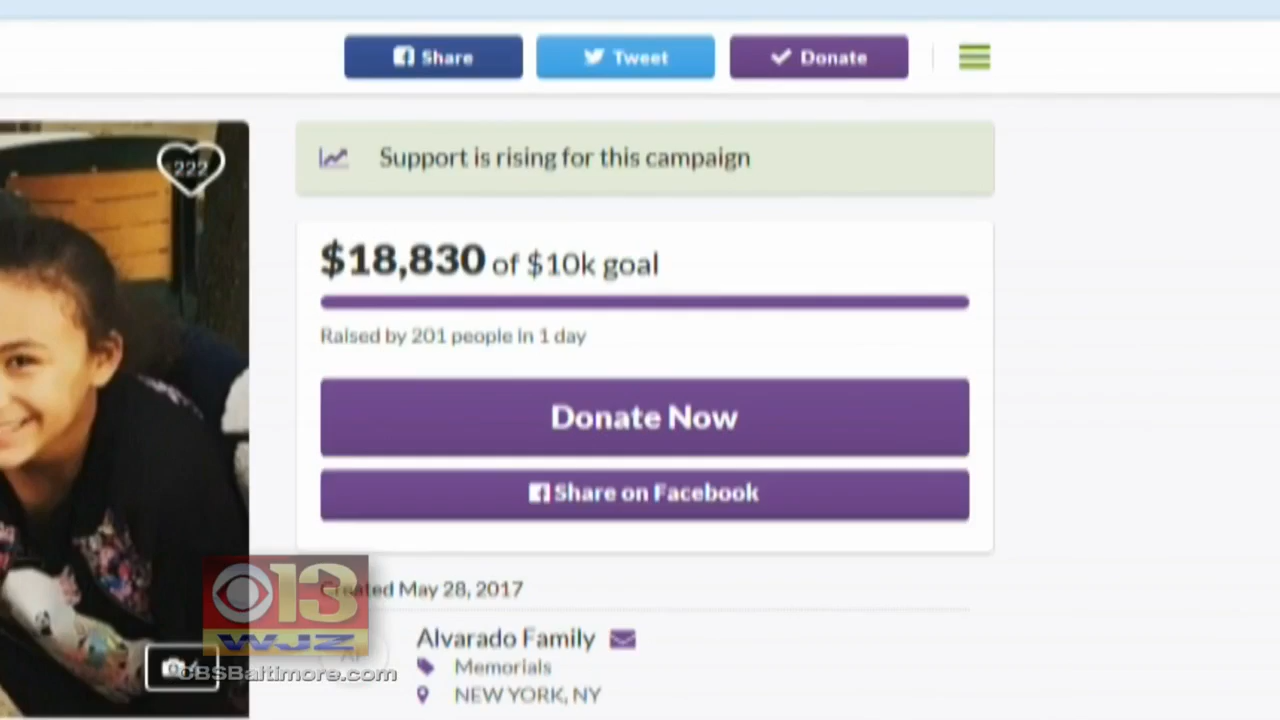 Share
Tweet
Donate
222
Support is rising for this campaign
$18,830 of $10k goal
Raised by 201 people in 1 day
Donate Now
Share on Facebook
Created May 28, 2017
13
WJZ
CBSBaltimore.com
Alvarado Family
Memorials
NEW YORK, NY